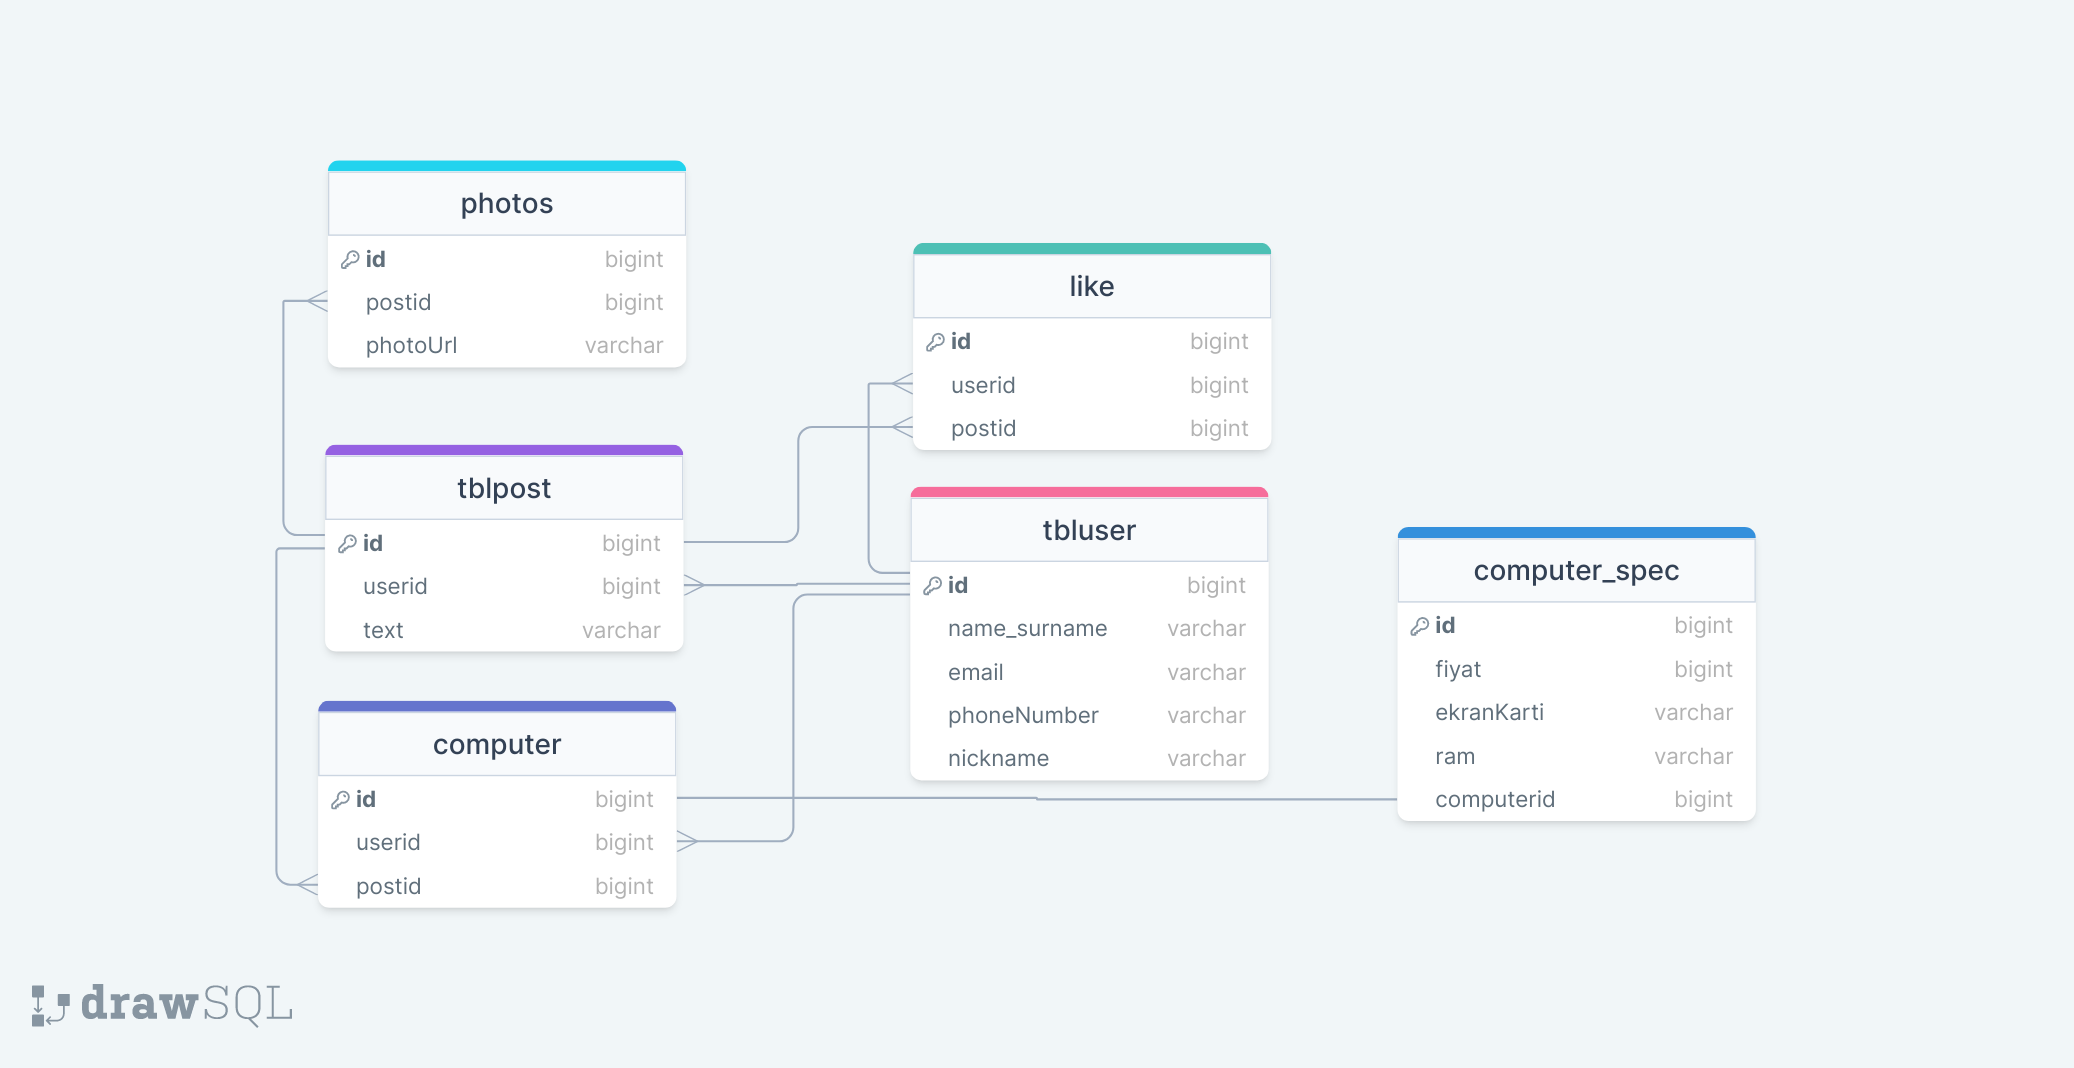 photos
id bigint
postid bigint
photoUrl varchar
like
id bigint
userid bigint
postid bigint
tblpost
id bigint
userid bigint
text varchar
tbluser
id bigint
name_surname varchar
email varchar
phoneNumber varchar
nickname varchar
computer_spec
id bigint
fiyat bigint
ekranKarti varchar
ram varchar
computerid bigint
computer
id bigint
userid bigint
postid bigint
drawSQL